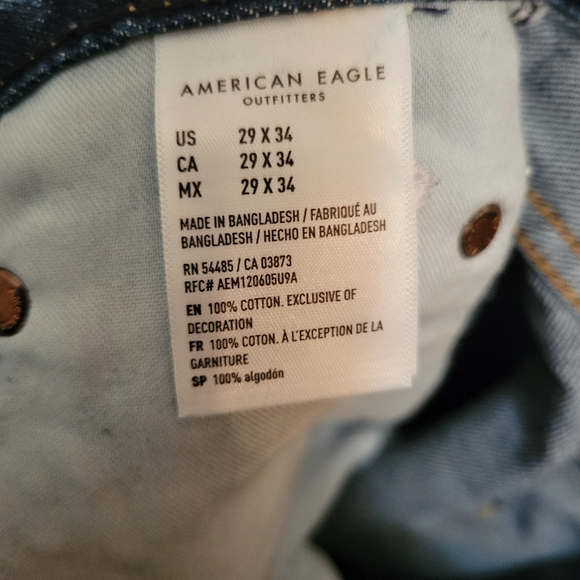 AMERICAN EAGLE
OUTFITTERS
US 29 X 34
CA 29 X 34
MX 29 X 34
MADE IN BANGLADESH / FABRIQUÉ AU
BANGLADESH / HECHO EN BANGLADESH
RN 54485 / CA 03873
RFC# AEM120605U9A
EN 100% COTTON. EXCLUSIVE OF
DECORATION
FR 100% COTON. À L'EXCEPTION DE LA
GARNITURE
SP 100% algodón